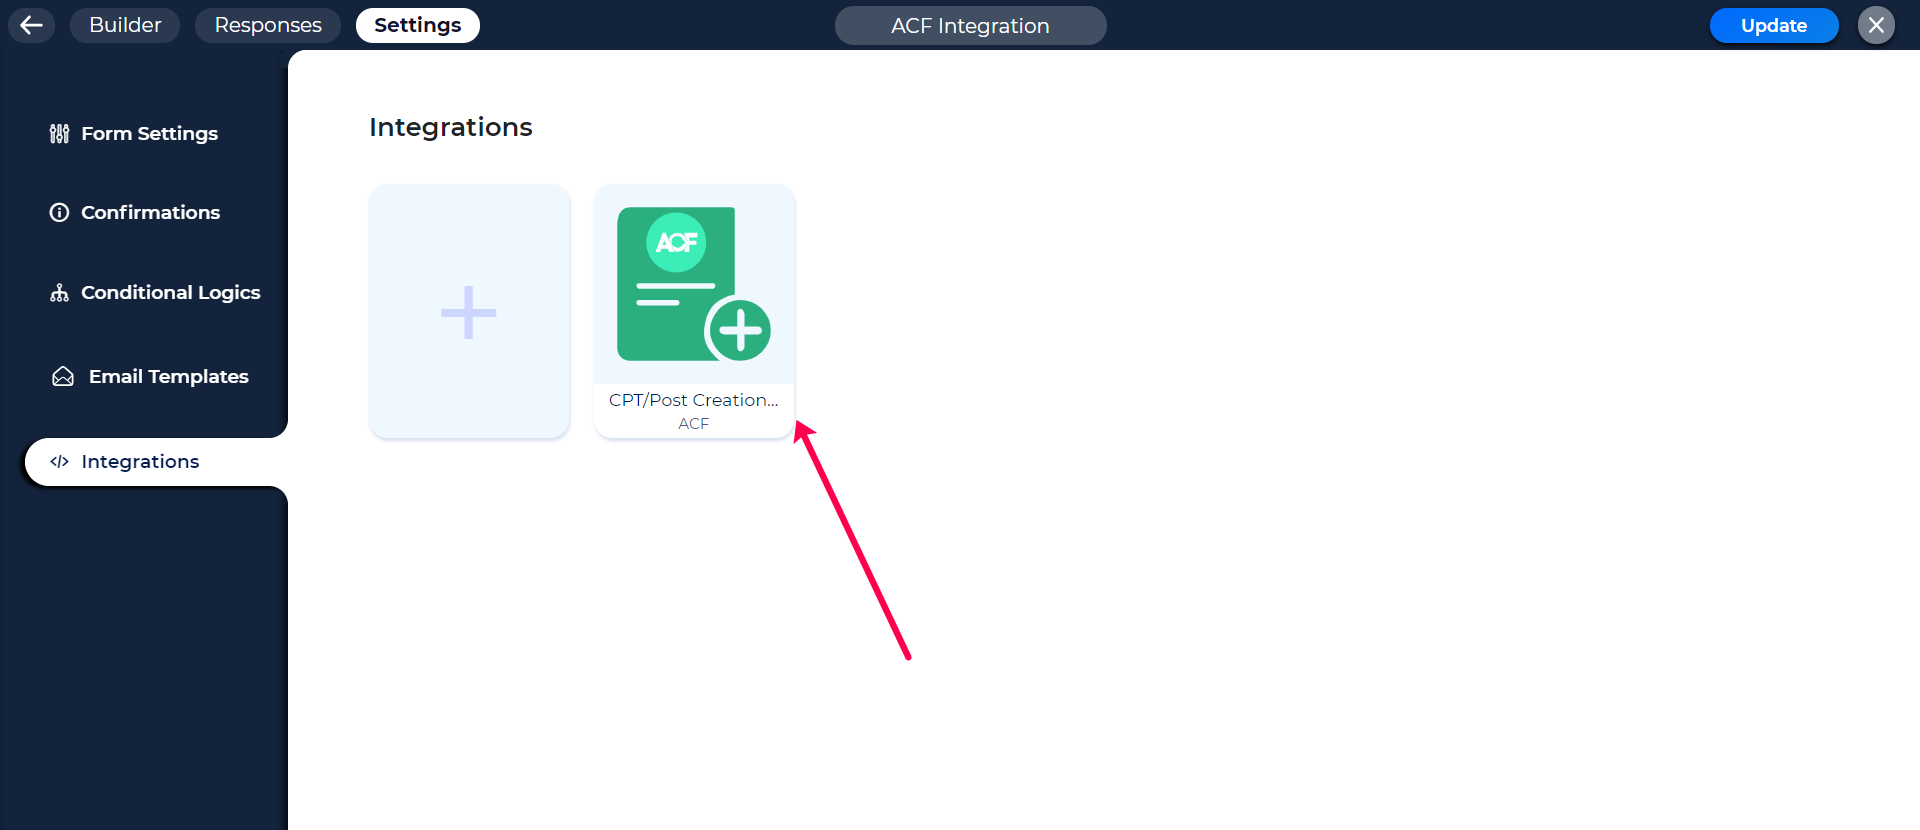 Builder
Responses
Settings
ACF Integration
Update
Form Settings
Confirmations
Conditional Logics
Email Templates
Integrations
Integrations
ACF
CPT/Post Creation...
ACF